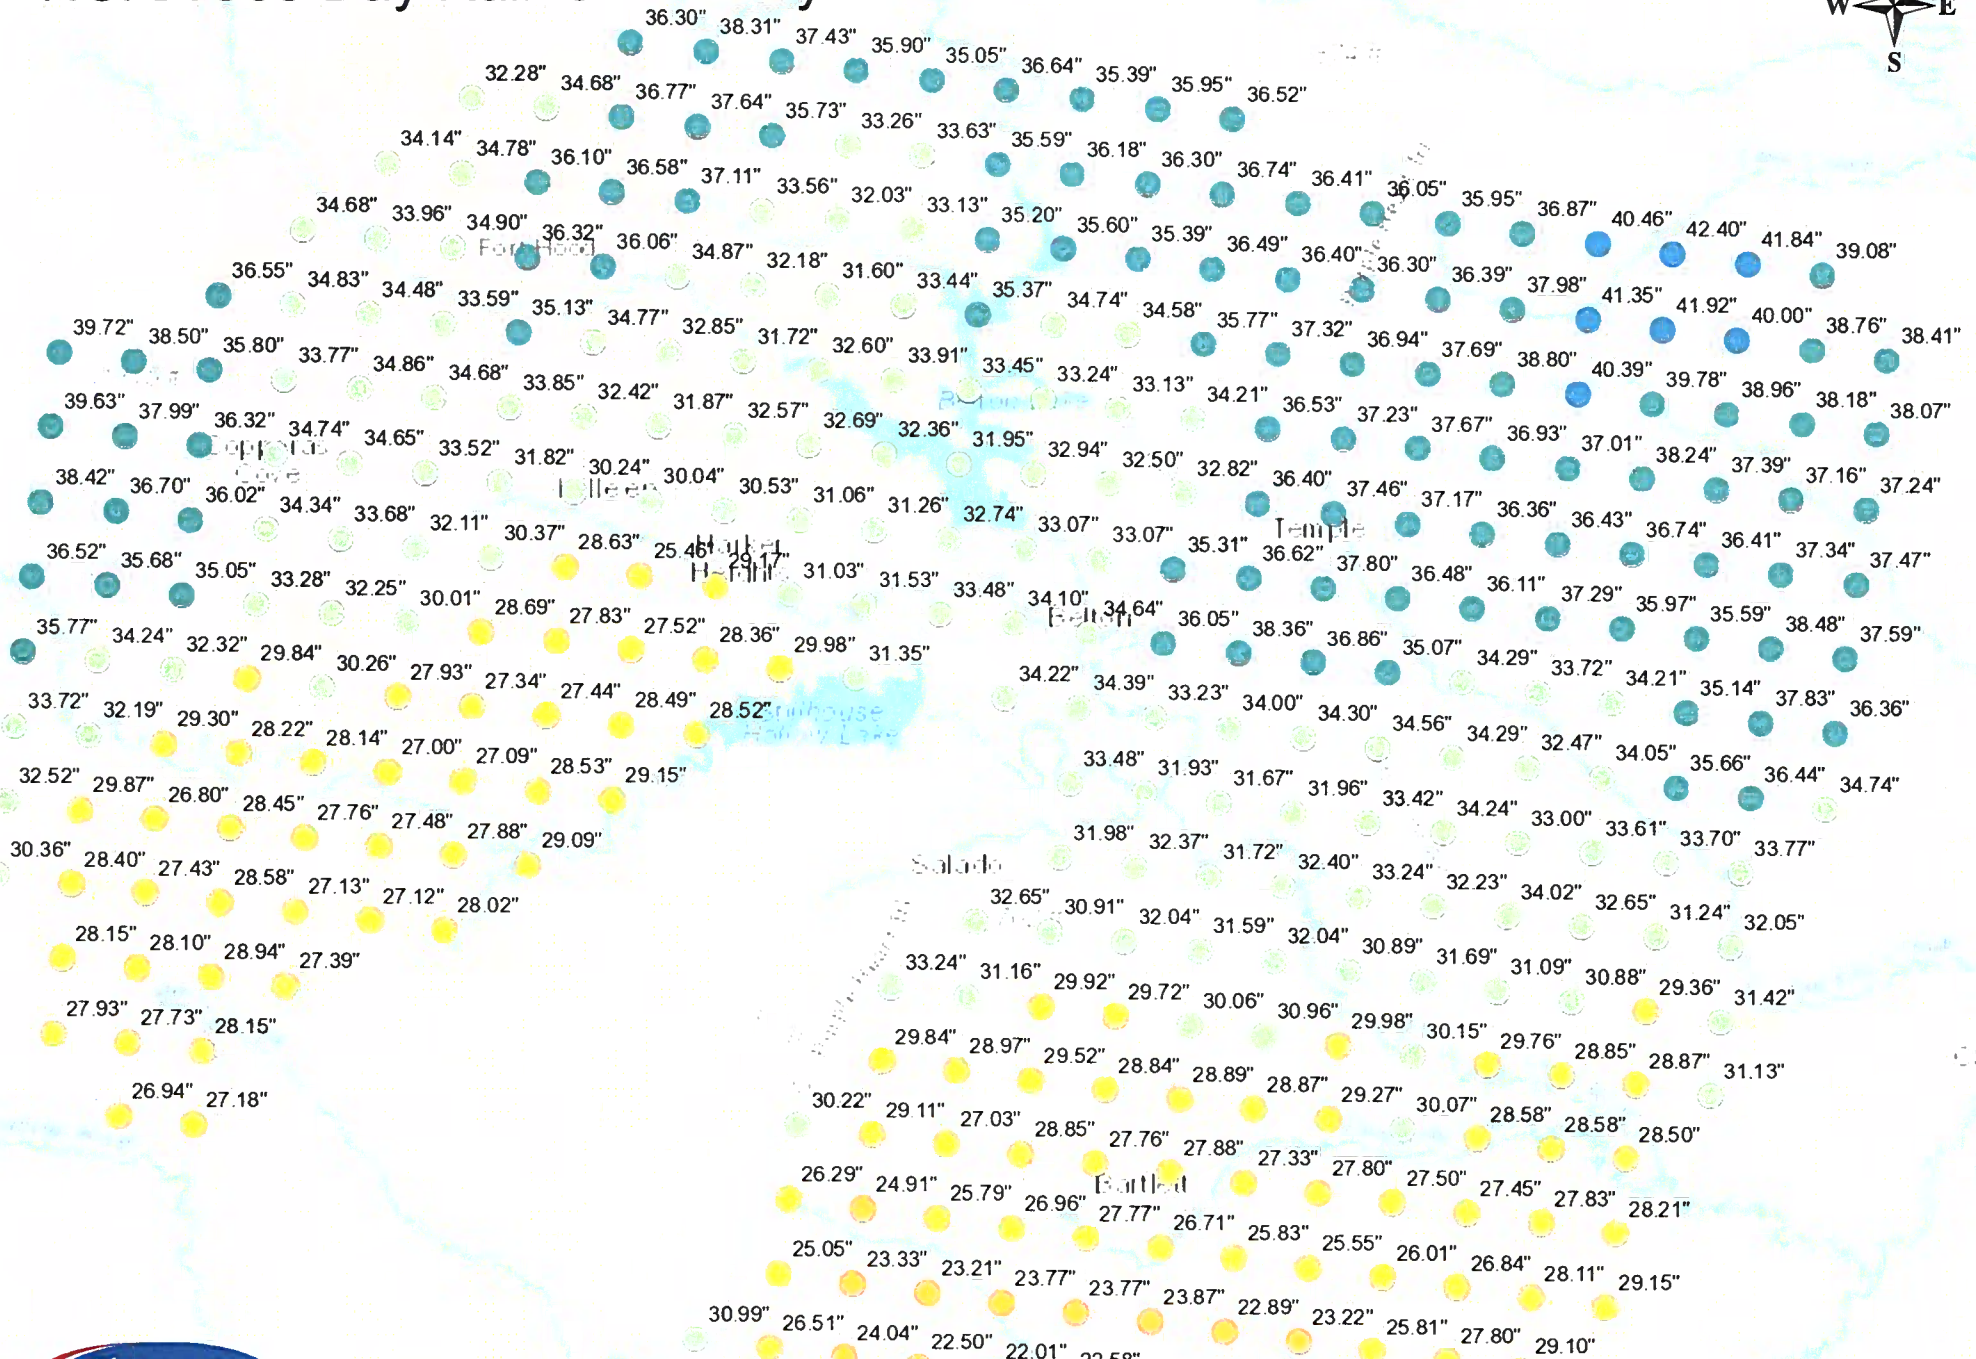 W E
S
36.30" 38.31" 37.43" 35.90" 35.05" 36.64" 35.39" 35.95" 36.52"
32.28" 34.68" 36.77" 37.64" 35.73" 33.26" 33.63" 35.59" 36.18" 36.30" 36.74" 36.41" 36.05" 35.95" 36.87" 40.46" 42.40" 41.84" 39.08"
34.14" 34.78" 36.10" 36.58" 37.11" 33.56" 32.03" 33.13" 35.20" 35.60" 35.39" 36.49" 36.40" 36.30" 36.39" 37.98" 41.35" 41.92" 40.00" 38.76" 38.41"
34.68" 33.96" 34.90" 36.32" 36.06" 34.87" 32.18" 31.60" 33.44" 35.37" 34.74" 34.58" 35.77" 37.32" 36.94" 37.69" 38.80" 40.39" 39.78" 38.96" 38.18" 38.07"
Fort Hood
36.55" 34.83" 34.48" 33.59" 35.13" 34.77" 32.85" 31.72" 32.60" 33.91" 33.45" 33.24" 33.13" 34.21" 36.53" 37.23" 37.67" 36.93" 37.01" 38.24" 37.39" 37.16" 37.24"
39.72" 38.50" 35.80" 33.77" 34.86" 34.68" 33.85" 32.42" 31.87" 32.57" 32.69" 32.36" 31.95" 32.94" 32.50" 32.82" 36.40" 37.46" 37.17" 36.36" 36.43" 36.74" 36.41" 37.34" 37.47"
39.63" 37.99" 36.32" 34.74" 34.65" 33.52" 31.82" 30.24" 30.04" 30.53" 31.06" 31.26" 32.74" 33.07" 33.07" 35.31" 36.62" 37.80" 36.48" 36.11" 37.29" 35.97" 35.59" 38.48" 37.59"
Copperas
Cove
Killeen
Temple
38.42" 36.70" 36.02" 34.34" 33.68" 32.11" 30.37" 28.63" 25.46" 29.17" 31.03" 31.53" 33.48" 34.10" 34.64" 36.05" 38.36" 36.86" 35.07" 34.29" 33.72" 34.21" 35.14" 37.83" 36.36"
Harker
Heights
Belton
36.52" 35.68" 35.05" 33.28" 32.25" 30.01" 28.69" 27.83" 27.52" 28.36" 29.98" 31.35" 34.22" 34.39" 33.23" 34.00" 34.30" 34.56" 34.29" 32.47" 34.05" 35.66" 36.44" 34.74"
35.77" 34.24" 32.32" 29.84" 30.26" 27.93" 27.34" 27.44" 28.49" 28.52" 33.48" 31.93" 31.67" 31.96" 33.42" 34.24" 33.00" 33.61" 33.70" 33.77"
Stillhouse
Hollow Lake
33.72" 32.19" 29.30" 28.22" 28.14" 27.00" 27.09" 28.53" 29.15" 31.98" 32.37" 31.72" 32.40" 33.24" 32.23" 34.02" 32.65" 31.24" 32.05"
Salado
32.52" 29.87" 26.80" 28.45" 27.76" 27.48" 27.88" 29.09" 32.65" 30.91" 32.04" 31.59" 32.04" 30.89" 31.69" 31.09" 30.88" 29.36" 31.42"
30.36" 28.40" 27.43" 28.58" 27.13" 27.12" 28.02" 33.24" 31.16" 29.92" 29.72" 30.06" 30.96" 29.98" 30.15" 29.76" 28.85" 28.87" 31.13"
28.15" 28.10" 28.94" 27.39" 29.84" 28.97" 29.52" 28.84" 28.89" 28.87" 29.27" 30.07" 28.58" 28.58" 28.50"
27.93" 27.73" 28.15" 30.22" 29.11" 27.03" 28.85" 27.76" 27.88" 27.33" 27.80" 27.50" 27.45" 27.83" 28.21"
Bartlett
26.94" 27.18" 26.29" 24.91" 25.79" 26.96" 27.77" 26.71" 25.83" 25.55" 26.01" 26.84" 28.11" 29.15"
25.05" 23.33" 23.21" 23.77" 23.77" 23.87" 22.89" 23.22" 25.81" 27.80" 29.10"
30.99" 26.51" 24.04" 22.50" 22.01" 22.58"